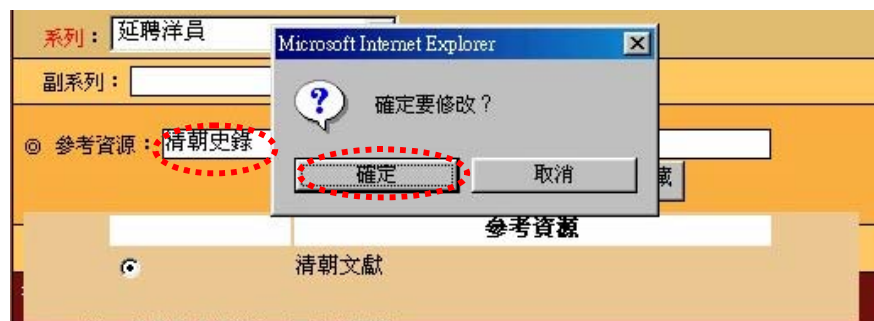 系列：延聘洋員
Microsoft Internet Explorer
副系列：
確定要修改？
◎ 參考資源：清朝史錄
確定 取消
參考資源
清朝文獻